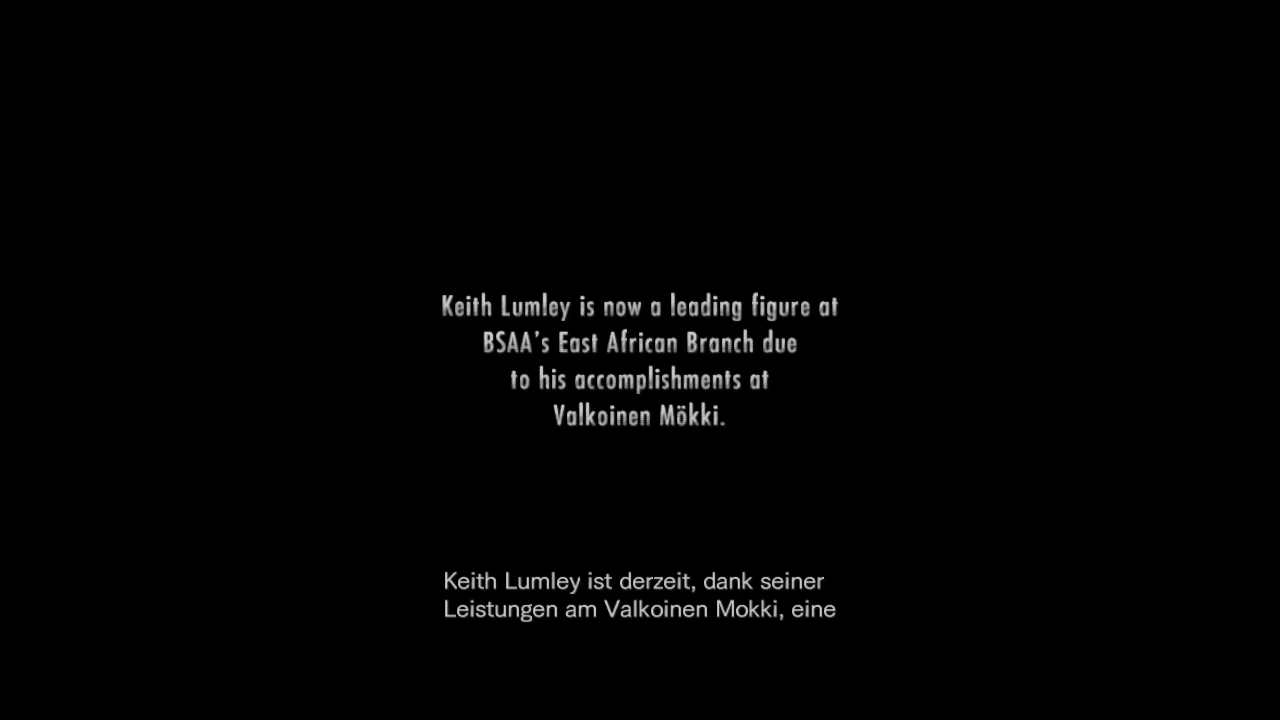 Keith Lumley is now a leading figure at
BSAA's East African Branch due
to his accomplishments at
Valkoinen Mökki.
Keith Lumley ist derzeit, dank seiner
Leistungen am Valkoinen Mokki, eine